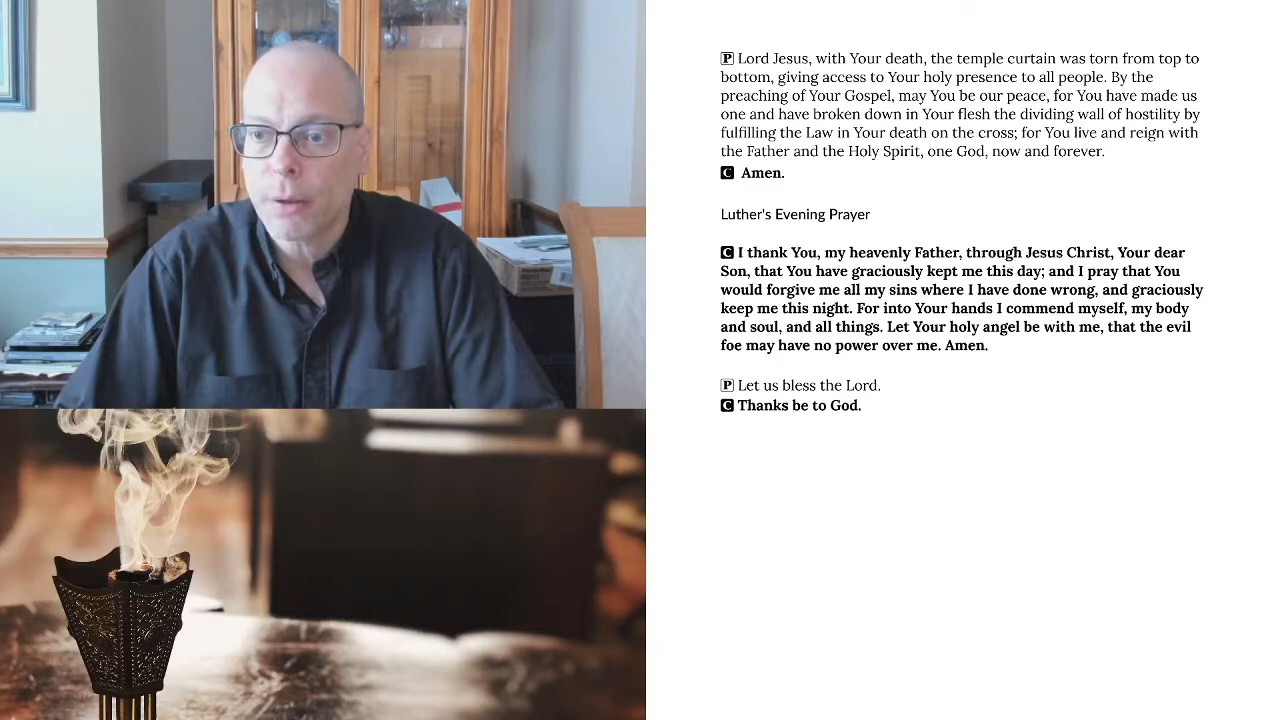 P Lord Jesus, with Your death, the temple curtain was torn from top to
bottom, giving access to Your holy presence to all people. By the
preaching of Your Gospel, may You be our peace, for You have made us
one and have broken down in Your flesh the dividing wall of hostility by
fulfilling the Law in Your death on the cross; for You live and reign with
the Father and the Holy Spirit, one God, now and forever.
C Amen.
Luther's Evening Prayer
C I thank You, my heavenly Father, through Jesus Christ, Your dear
Son, that You have graciously kept me this day; and I pray that You
would forgive me all my sins where I have done wrong, and graciously
keep me this night. For into Your hands I commend myself, my body
and soul, and all things. Let Your holy angel be with me, that the evil
foe may have no power over me. Amen.
P Let us bless the Lord.
C Thanks be to God.